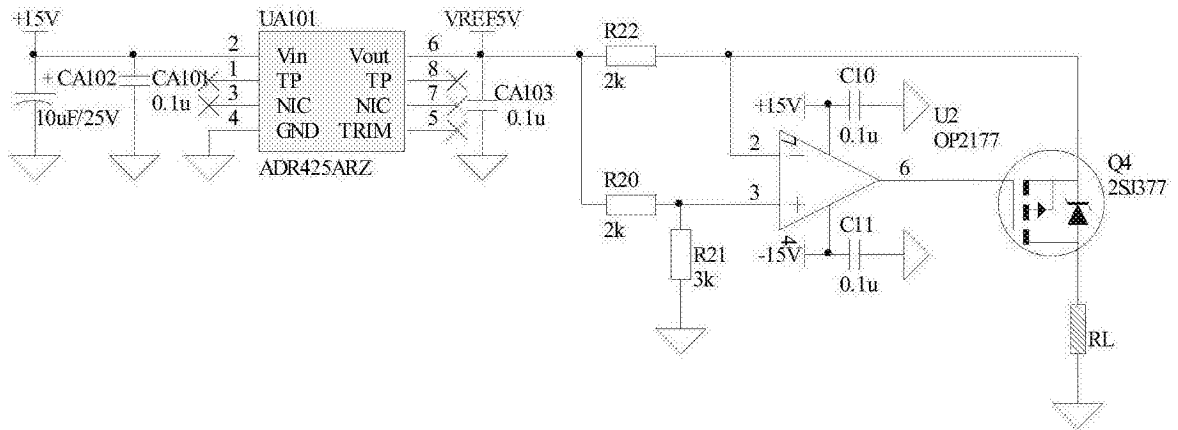 +15V
UA101
VREF5V
2
Vin
Vout
6
R22
2k
+ CA102
CA101
1
TP
TP
8
10uF/25V
0.1u
3
NIC
NIC
7
CA103
0.1u
4
GND
TRIM
5
ADR425ARZ
C10
+15V
0.1u
U2
OP2177
2
7
−
6
Q4
2SJ377
R20
2k
3
+
4
-15V
C11
0.1u
R21
3k
RL